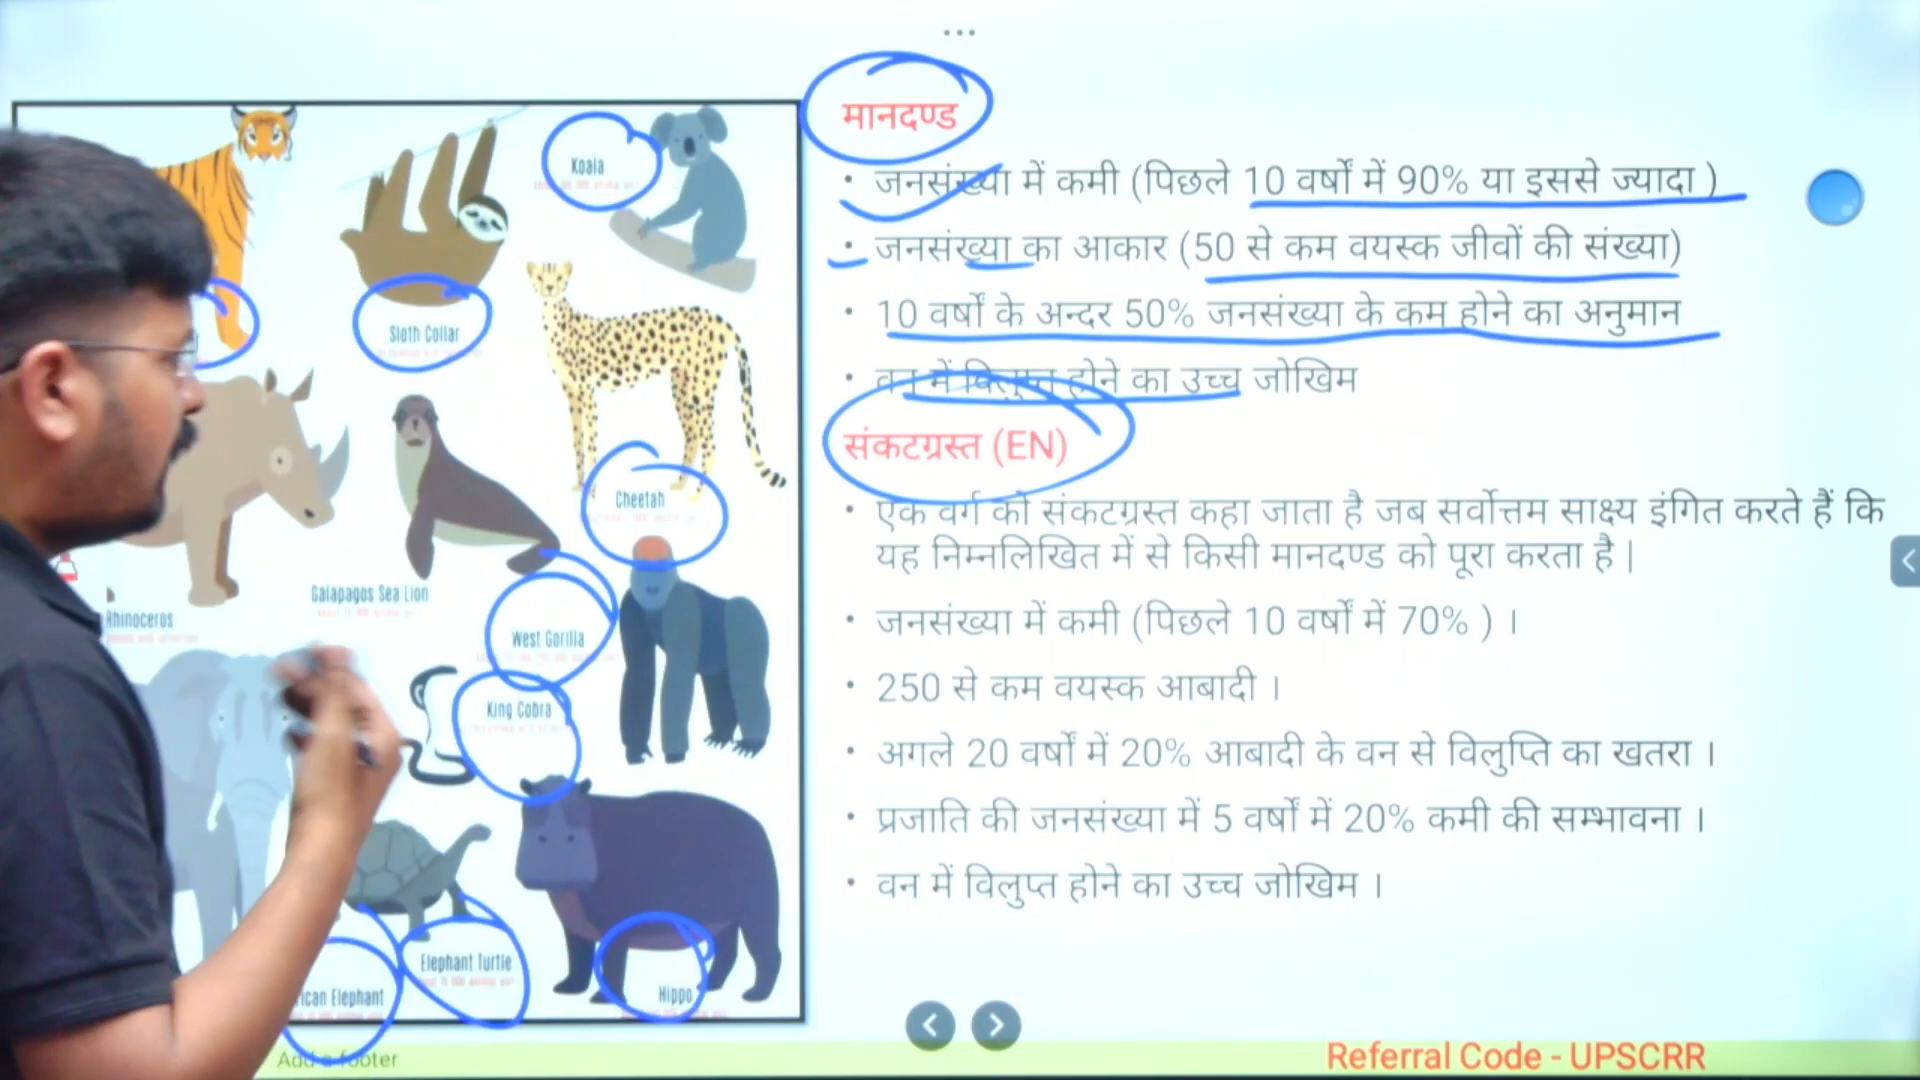 मानदण्ड
• जनसंख्या में कमी (पिछले 10 वर्षों में 90% या इससे ज्यादा )
• जनसंख्या का आकार (50 से कम वयस्क जीवों की संख्या)
• 10 वर्षों के अन्दर 50% जनसंख्या के कम होने का अनुमान
• वन में विलुप्त होने का उच्च जोखिम
संकटग्रस्त (EN)
• एक वर्ग को संकटग्रस्त कहा जाता है जब सर्वोत्तम साक्ष्य इंगित करते हैं कि
यह निम्नलिखित में से किसी मानदण्ड को पूरा करता है |
• जनसंख्या में कमी (पिछले 10 वर्षों में 70% ) ।
• 250 से कम वयस्क आबादी ।
• अगले 20 वर्षों में 20% आबादी के वन से विलुप्ति का खतरा ।
• प्रजाति की जनसंख्या में 5 वर्षों में 20% कमी की सम्भावना ।
• वन में विलुप्त होने का उच्च जोखिम ।
Koala
Sloth Collar
Cheetah
Galapagos Sea Lion
Rhinoceros
West Gorilla
King Cobra
Elephant Turtle
Elephant
Hippo
Add a footer
Referral Code - UPSCRR